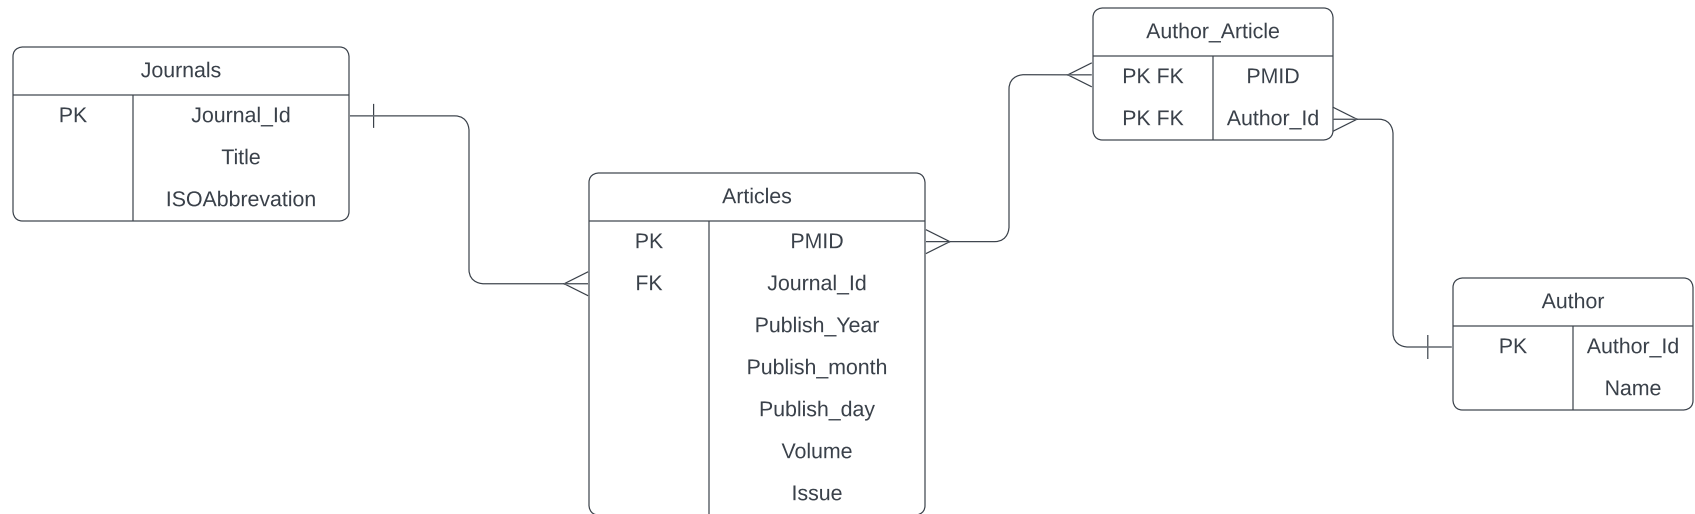 Journals
PK Journal_Id
Title
ISOAbbrevation
Articles
PK PMID
FK Journal_Id
Publish_Year
Publish_month
Publish_day
Volume
Issue
Author_Article
PK FK PMID
PK FK Author_Id
Author
PK Author_Id
Name